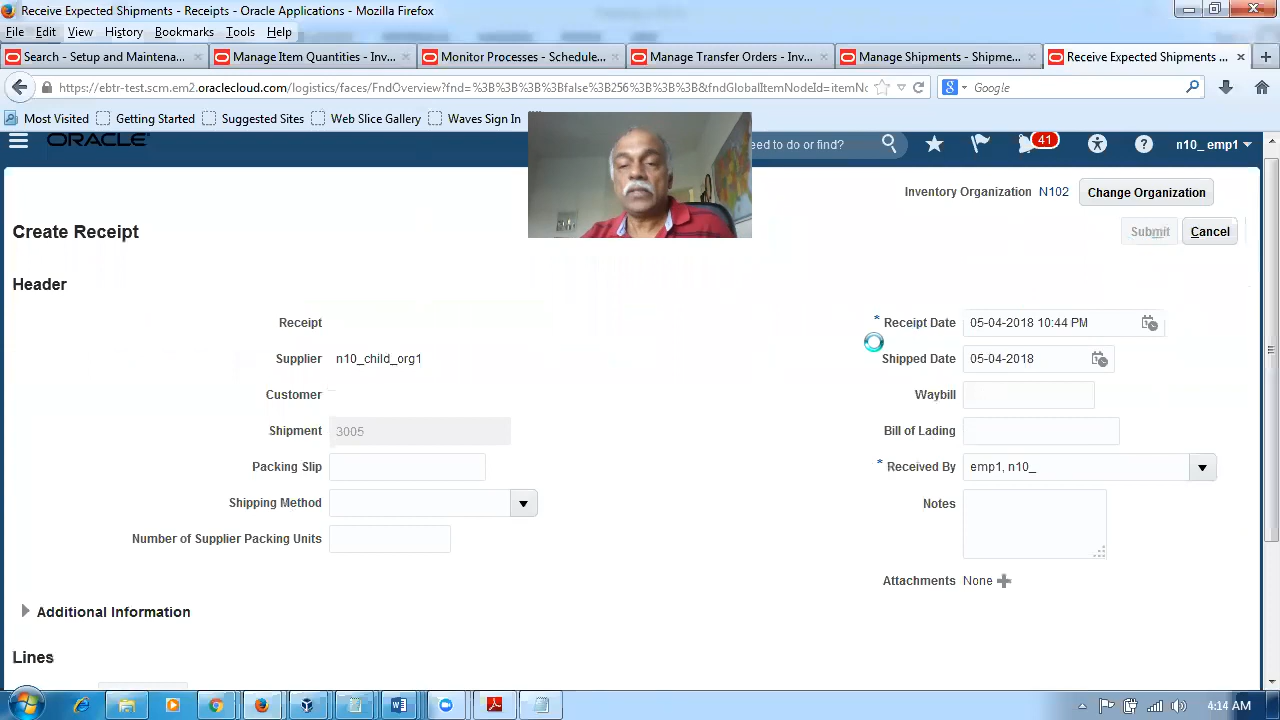 Receive Expected Shipments - Receipts - Oracle Applications - Mozilla Firefox
File Edit View History Bookmarks Tools Help
Search - Setup and Maintena...
Manage Item Quantities - Inv...
Monitor Processes - Schedule...
Manage Transfer Orders - Inv...
Manage Shipments - Shipme...
Receive Expected Shipments ...
https://ebtr-test.scm.em2.oraclecloud.com/logistics/faces/FndOverview?fnd=%3B%3B%3B%3Bfalse%3B256%3B%3B%3B&fndGlobalItemNodeId=itemNo
Google
Most Visited Getting Started Suggested Sites Web Slice Gallery Waves Sign In
ORACLE
eed to do or find?
41
n10_ emp1
Inventory Organization N102 Change Organization
Create Receipt
Submit Cancel
Header
Receipt
* Receipt Date 05-04-2018 10:44 PM
Supplier n10_child_org1
Shipped Date 05-04-2018
Customer
Waybill
Shipment 3005
Bill of Lading
Packing Slip
* Received By emp1, n10_
Shipping Method
Notes
Number of Supplier Packing Units
Attachments None
Additional Information
Lines
4:14 AM